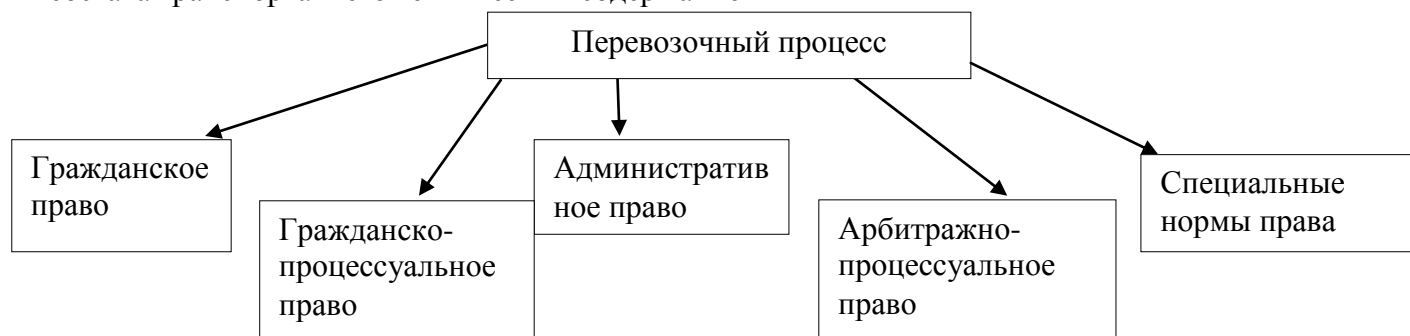 Перевозочный процесс
Гражданское
право
Гражданско-
процессуальное
право
Административ
ное право
Арбитражно-
процессуальное
право
Специальные
нормы права